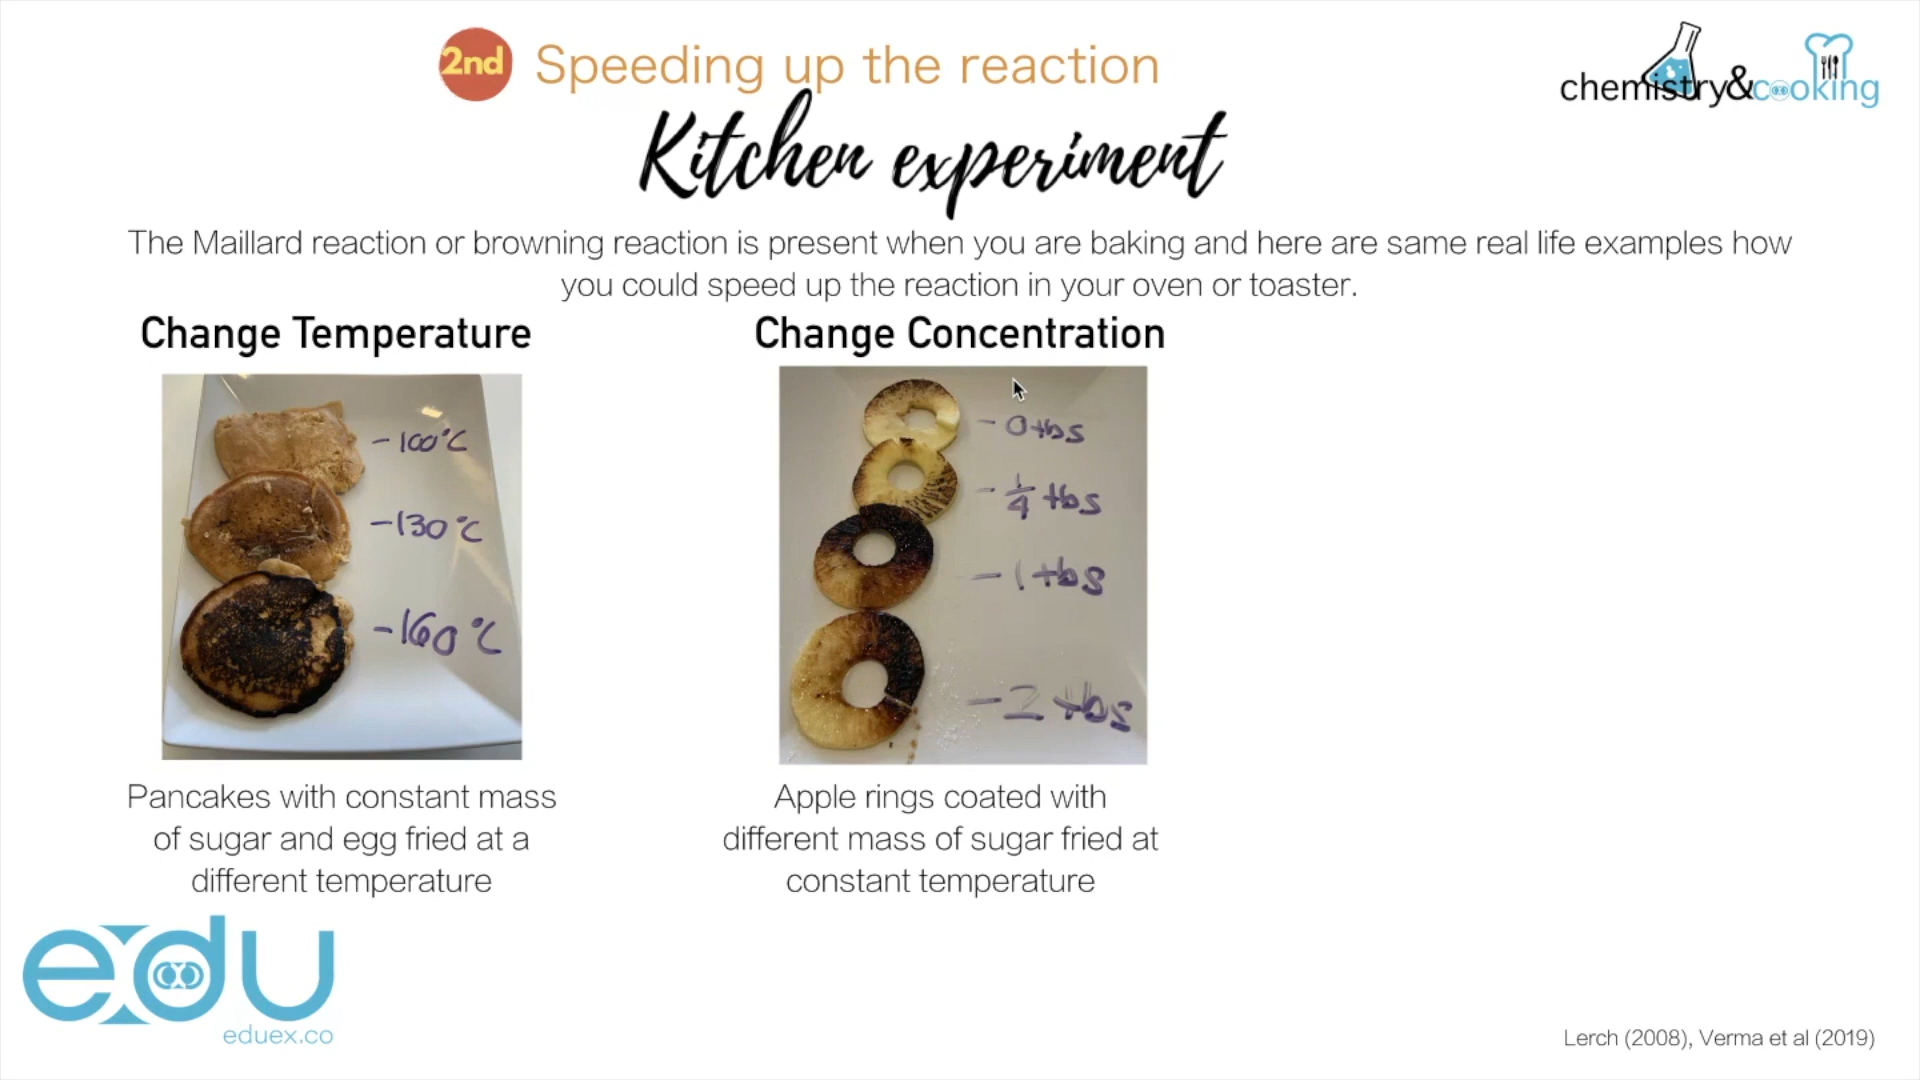 2nd Speeding up the reaction
chemistry&cooking
Kitchen experiment
The Maillard reaction or browning reaction is present when you are baking and here are same real life examples how
you could speed up the reaction in your oven or toaster.
Change Temperature
- 100°C
- 130°C
- 160°C
Pancakes with constant mass
of sugar and egg fried at a
different temperature
Change Concentration
- 0 tbs
- 1/4 tbs
- 1 tbs
- 2 tbs
Apple rings coated with
different mass of sugar fried at
constant temperature
edu
eduex.co
Lerch (2008), Verma et al (2019)